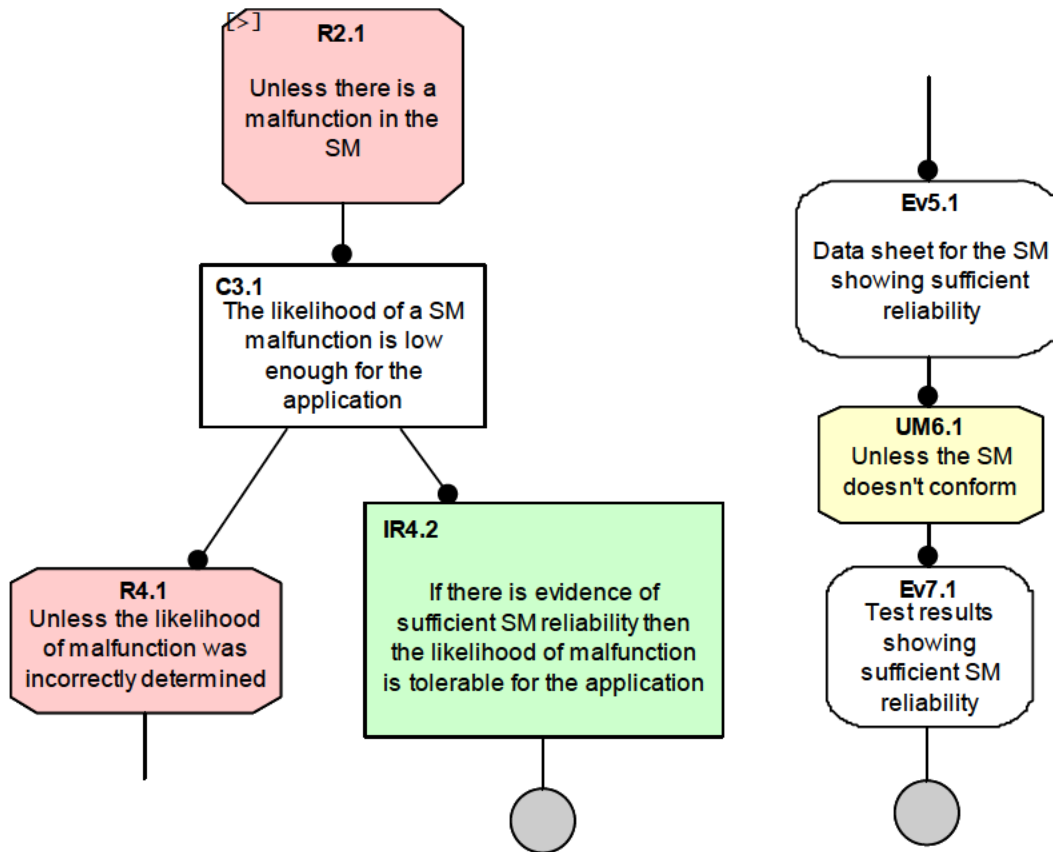 [>]
R2.1
Unless there is a
malfunction in the
SM
C3.1
The likelihood of a SM
malfunction is low
enough for the
application
R4.1
Unless the likelihood
of malfunction was
incorrectly determined
IR4.2
If there is evidence of
sufficient SM reliability then
the likelihood of malfunction
is tolerable for the application
Ev5.1
Data sheet for the SM
showing sufficient
reliability
UM6.1
Unless the SM
doesn't conform
Ev7.1
Test results
showing
sufficient SM
reliability